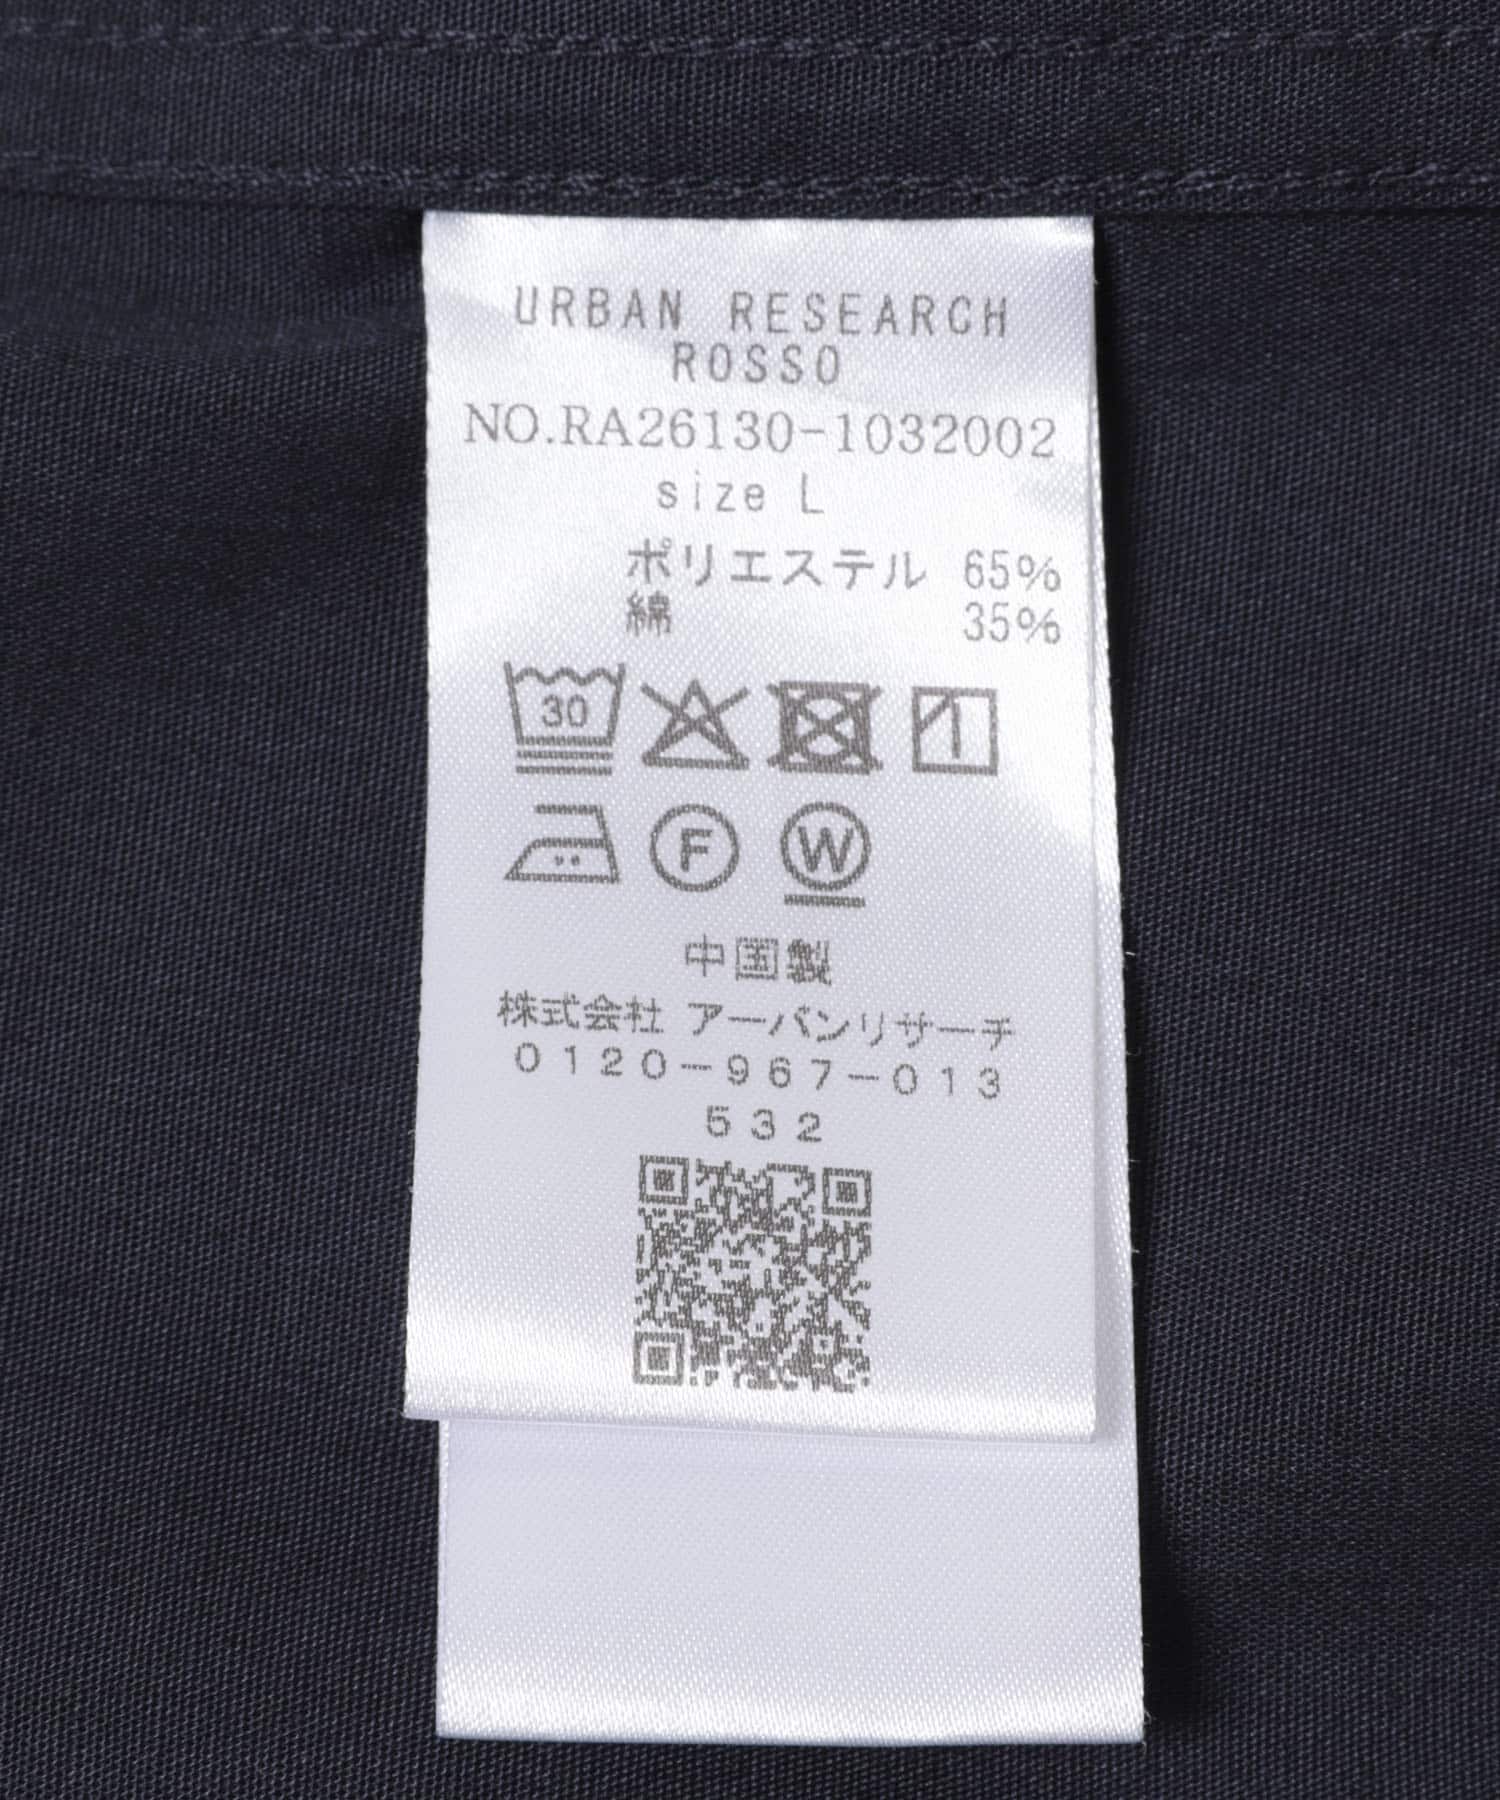 URBAN RESEARCH
ROSSO
NO.RA26130-1032002
size L
ポリエステル 65%
綿 35%
30
F W
中国製
株式会社 アーバンリサーチ
0120-967-013
532